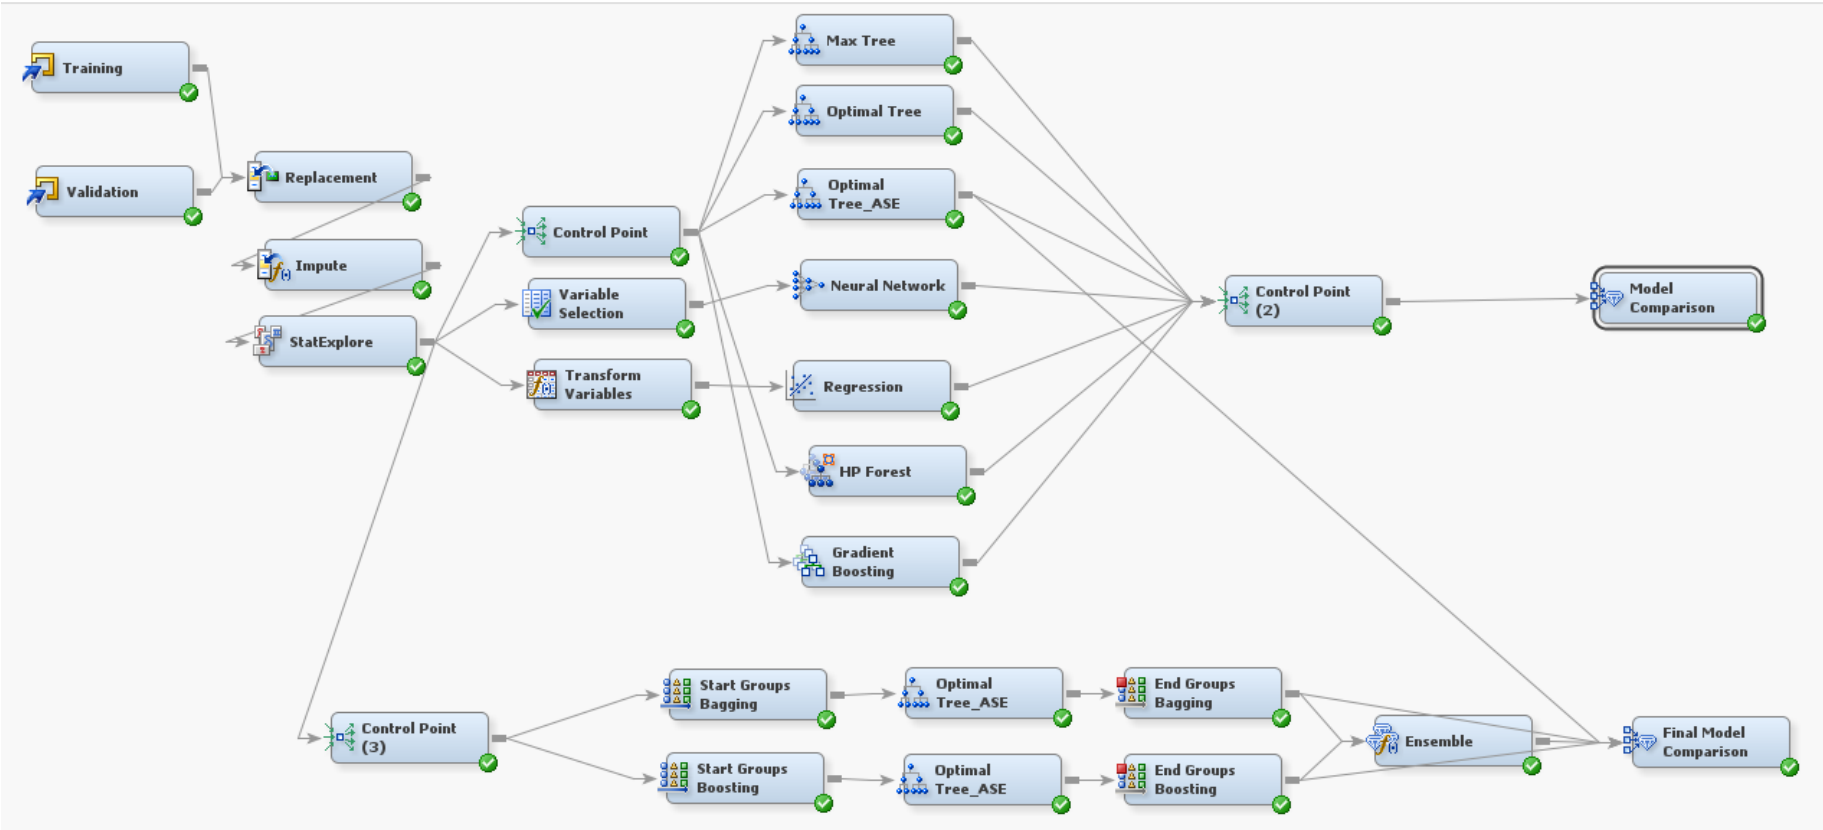 Training
Validation
Replacement
Impute
StatExplore
Control Point
Variable
Selection
Transform
Variables
Max Tree
Optimal Tree
Optimal
Tree_ASE
Neural Network
Regression
HP Forest
Gradient
Boosting
Control Point
(2)
Model
Comparison
Control Point
(3)
Start Groups
Bagging
Optimal
Tree_ASE
End Groups
Bagging
Start Groups
Boosting
Optimal
Tree_ASE
End Groups
Boosting
Ensemble
Final Model
Comparison